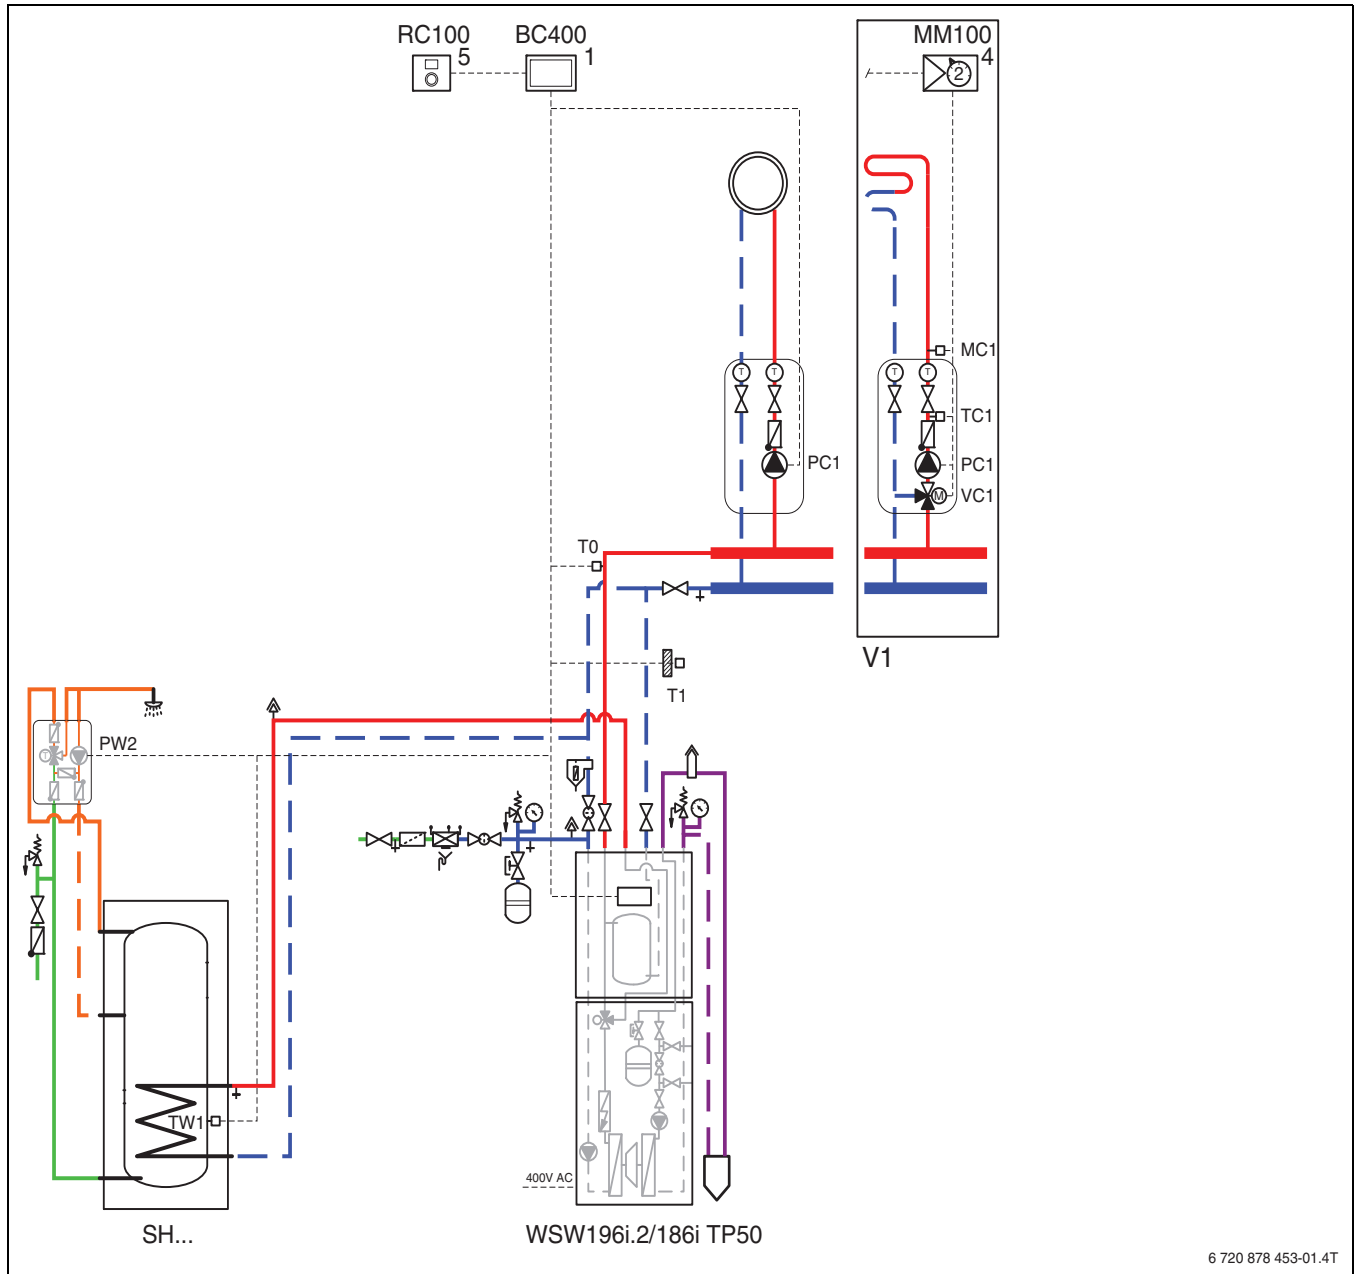 RC100
5
BC400
1
MM100
4
2
MC1
T
T
T
T
TC1
PC1
PC1
M
VC1
T0
T1
V1
PW2
T
TW1
400V AC
SH...
WSW196i.2/186i TP50
6 720 878 453-01.4T